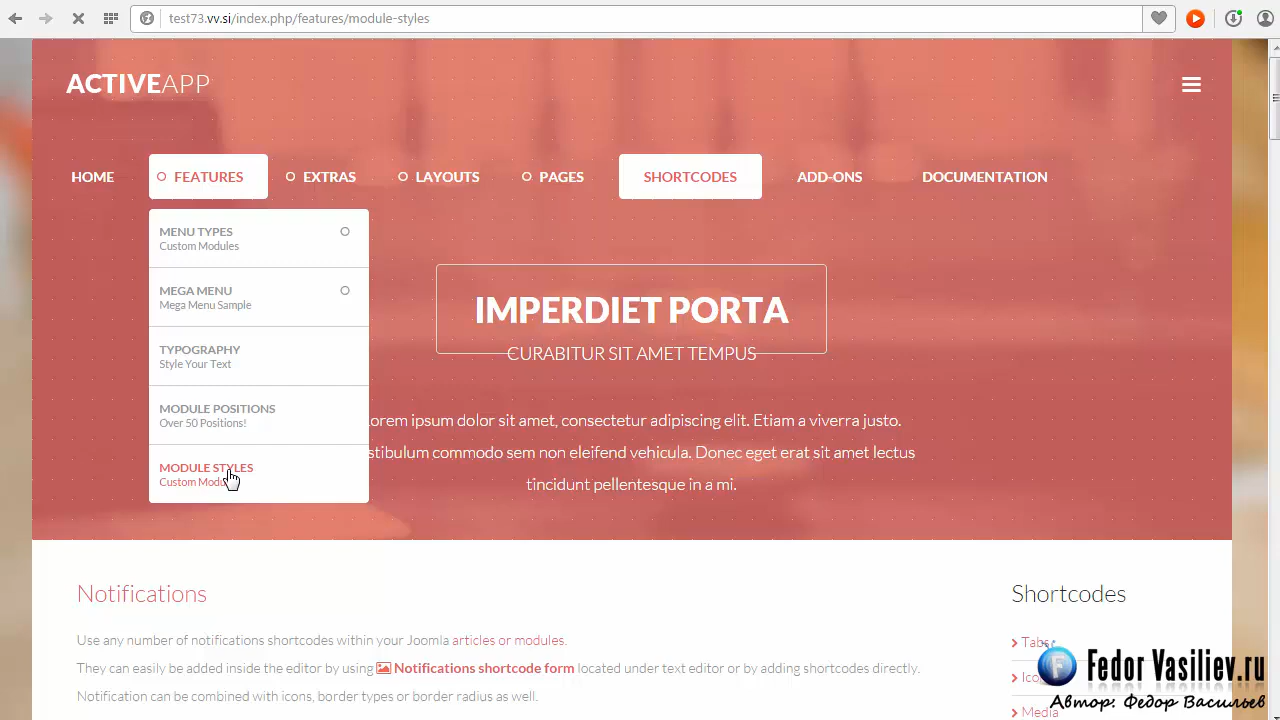 test73.vv.si/index.php/features/module-styles
ACTIVEAPP
HOME FEATURES EXTRAS LAYOUTS PAGES SHORTCODES ADD-ONS DOCUMENTATION
MENU TYPES
Custom Modules
MEGA MENU
Mega Menu Sample
TYPOGRAPHY
Style Your Text
MODULE POSITIONS
Over 50 Positions!
MODULE STYLES
Custom
IMPERDIET PORTA
CURABITUR SIT AMET TEMPUS
Lorem ipsum dolor sit amet, consectetur adipiscing elit. Etiam a viverra justo.
commodo sem non eleifend vehicula. Donec eget erat sit amet lectus
tincidunt pellentesque in a mi.
Notifications
Use any number of notifications shortcodes within your Joomla articles or modules.
They can easily be added inside the editor by using Notifications shortcode form located under text editor or by adding shortcodes directly.
Notification can be combined with icons, border types or border radius as well.
Shortcodes
Tabs
Media
Fedor Vasiliev.ru
Автор: Федор Васильев